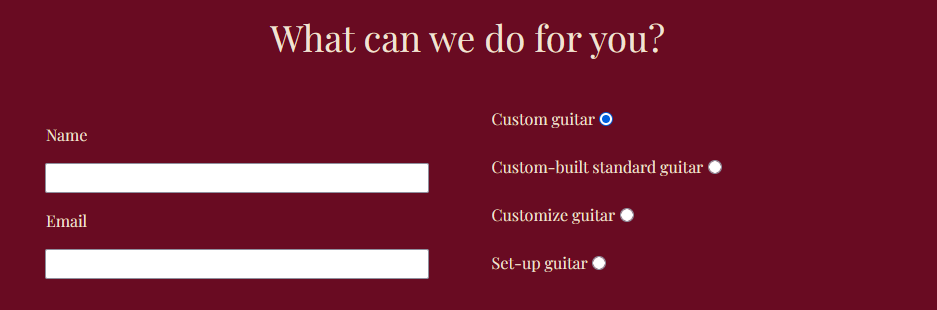 What can we do for you?
Name
Email
Custom guitar
Custom-built standard guitar
Customize guitar
Set-up guitar